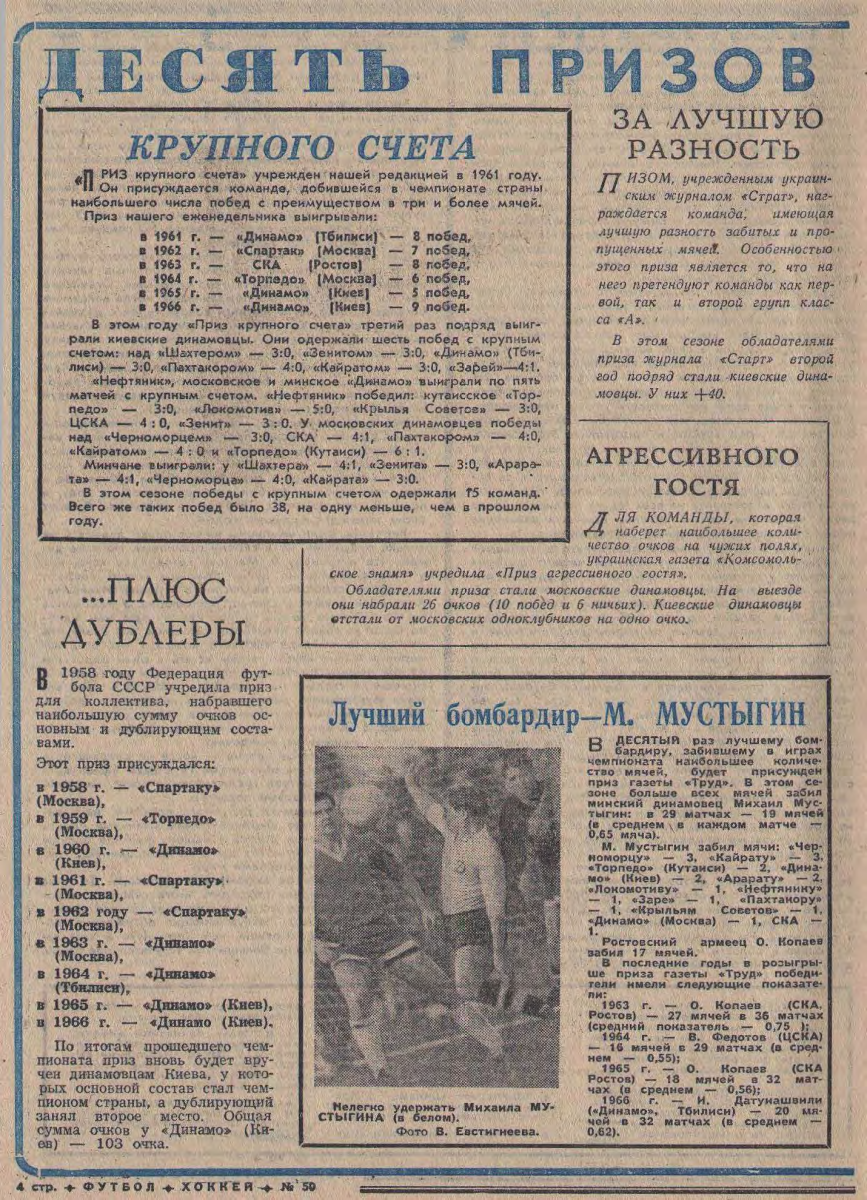 ДЕСЯТЬ ПРИЗОВ
КРУПНОГО СЧЕТА
«ПРИЗ крупного счета» учрежден нашей редакцией в 1961 году.
Он присуждается команде, добившейся в чемпионате страны
наибольшего числа побед с преимуществом в три и более мячей.
Приз нашего еженедельника выигрывали:
в 1961 г. — «Динамо» (Тбилиси) — 8 побед,
в 1962 г. — «Спартак» (Москва) — 7 побед,
в 1963 г. — СКА (Ростов) — 8 побед,
в 1964 г. — «Торпедо» (Москва) — 6 побед,
в 1965 г. — «Динамо» (Киев) — 5 побед,
в 1966 г. — «Динамо» (Киев) — 9 побед.
В этом году «Приз крупного счета» третий раз подряд выиг-
рали киевские динамовцы. Они одержали шесть побед с крупным
счетом: над «Шахтером» — 3:0, «Зенитом» — 3:0, «Динамо» (Тби-
лиси) — 3:0, «Пахтакором» — 4:0, «Кайратом» — 3:0, «Зарей»—4:1.
«Нефтяник», московское и минское «Динамо» выиграли по пять
матчей с крупным счетом. «Нефтяник» победил: кутаисское «Тор-
педо» — 3:0, «Локомотив» — 5:0, «Крылья Советов» — 3:0,
ЦСКА — 4:0, «Зенит» — 3:0. У московских динамовцев победы
над «Черноморцем» — 3:0, СКА — 4:1, «Пахтакором» — 4:0,
«Кайратом» — 4:0 и «Торпедо» (Кутаиси) — 6:1.
Минчане выиграли: у «Шахтера» — 4:1, «Зенита» — 3:0, «Арара-
та» — 4:1, «Черноморца» — 4:0, «Кайрата» — 3:0.
В этом сезоне победы с крупным счетом одержали 15 команд.
Всего же таких побед было 38, на одну меньше, чем в прошлом
году.
ЗА ЛУЧШУЮ
РАЗНОСТЬ
ПИЗОМ, учрежденным украин-
ским журналом «Страт», наг-
раждается команда, имеющая
лучшую разность забитых и про-
пущенных мячей. Особенностью
этого приза является то, что на
него претендуют команды как пер-
вой, так и второй групп клас-
са «А».
В этом сезоне обладателями
приза журнала «Старт» второй
год подряд стали киевские дина-
мовцы. У них +40.
АГРЕССИВНОГО
ГОСТЯ
ДЛЯ КОМАНДЫ, которая
наберет наибольшее коли-
чество очков на чужих полях,
украинская газета «Комсомоль-
ское знамя» учредила «Приз агрессивного гостя».
Обладателями приза стали московские динамовцы. На выезде
они набрали 26 очков (10 побед и 6 ничьих). Киевские динамовцы
отстали от московских одноклубников на одно очко.
...ПЛЮС
ДУБЛЕРЫ
В 1958 году Федерация фут-
бола СССР учредила приз
для коллектива, набравшего
наибольшую сумму очков ос-
новным и дублирующим соста-
вами.
Этот приз присуждался:
в 1958 г. — «Спартаку»
(Москва),
в 1959 г. — «Торпедо»
(Москва),
в 1960 г. — «Динамо»
(Киев),
в 1961 г. — «Спартаку»
(Москва),
в 1962 году — «Спартаку»
(Москва),
в 1963 г. — «Динамо»
(Москва),
в 1964 г. — «Динамо»
(Тбилиси),
в 1965 г. — «Динамо» (Киев),
в 1966 г. — «Динамо (Киев).
По итогам прошедшего чем-
пионата приз вновь будет вру-
чен динамовцам Киева, у кото-
рых основной состав стал чем-
пионом страны, а дублирующий
занял второе место. Общая
сумма очков у «Динамо» (Ки-
ев) — 103 очка.
Лучший бомбардир—М. МУСТЫГИН
В ДЕСЯТЫЙ раз лучшему бом-
бардиру, забившему в играх
чемпионата наибольшее количе-
ство мячей, будет присужден
приз газеты «Труд». В этом се-
зоне больше всех мячей забил
минский динамовец Михаил Мус-
тыгин: в 29 матчах — 19 мячей
(в среднем в каждом матче —
0,65 мяча).
М. Мустыгин забил мячи: «Чер-
номорцу» — 3, «Кайрату» — 3,
«Торпедо» (Кутаиси) — 2, «Дина-
мо» (Киев) — 2, «Арарату» — 2,
«Локомотиву» — 1, «Нефтянику»
— 1, «Заре» — 1, «Пахтакору»
— 1, «Крыльям Советов» — 1,
«Динамо» (Москва) — 1, СКА —
1.
Ростовский армеец О. Копаев
забил 17 мячей.
В последние годы в розыгры-
ше приза газеты «Труд» победи-
тели имели следующие показате-
ли:
1963 г. — О. Копаев (СКА,
Ростов) — 27 мячей в 36 матчах
(средний показатель — 0,75 );
1964 г. — В. Федотов (ЦСКА)
— 16 мячей в 29 матчах (в сред-
нем — 0,55);
1965 г. — О. Копаев (СКА
Ростов) — 18 мячей в 32 мат-
чах (в среднем — 0,56);
1966 г. — И. Датунашвили
(«Динамо», Тбилиси) — 20 мя-
чей в 32 матчах (в среднем —
0,62).
Нелегко удержать Михаила МУ-
СТЫГИНА (в белом).
Фото В. Евстигнеева.
4 стр. ФУТБОЛ ХОККЕЙ № 50